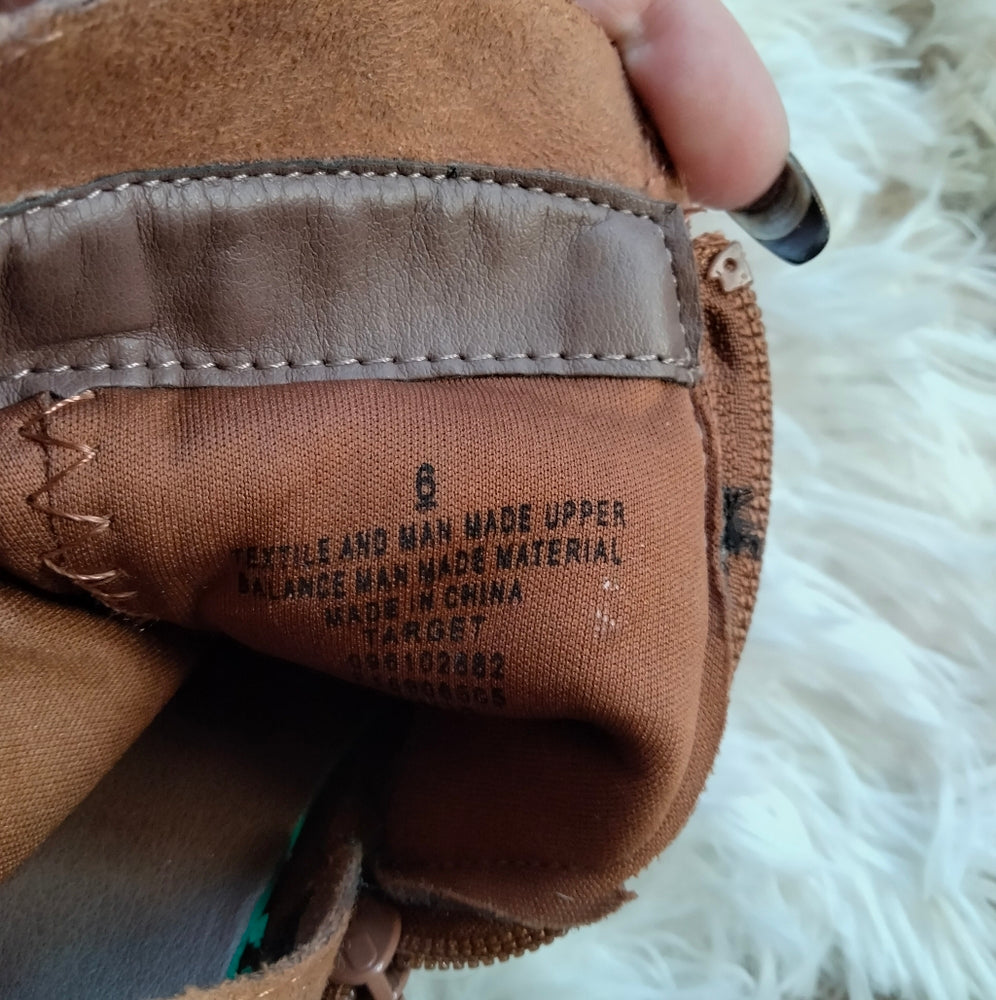 6
TEXTILE AND MAN MADE UPPER
BALANCE MAN MADE MATERIAL
MADE IN CHINA
TARGET